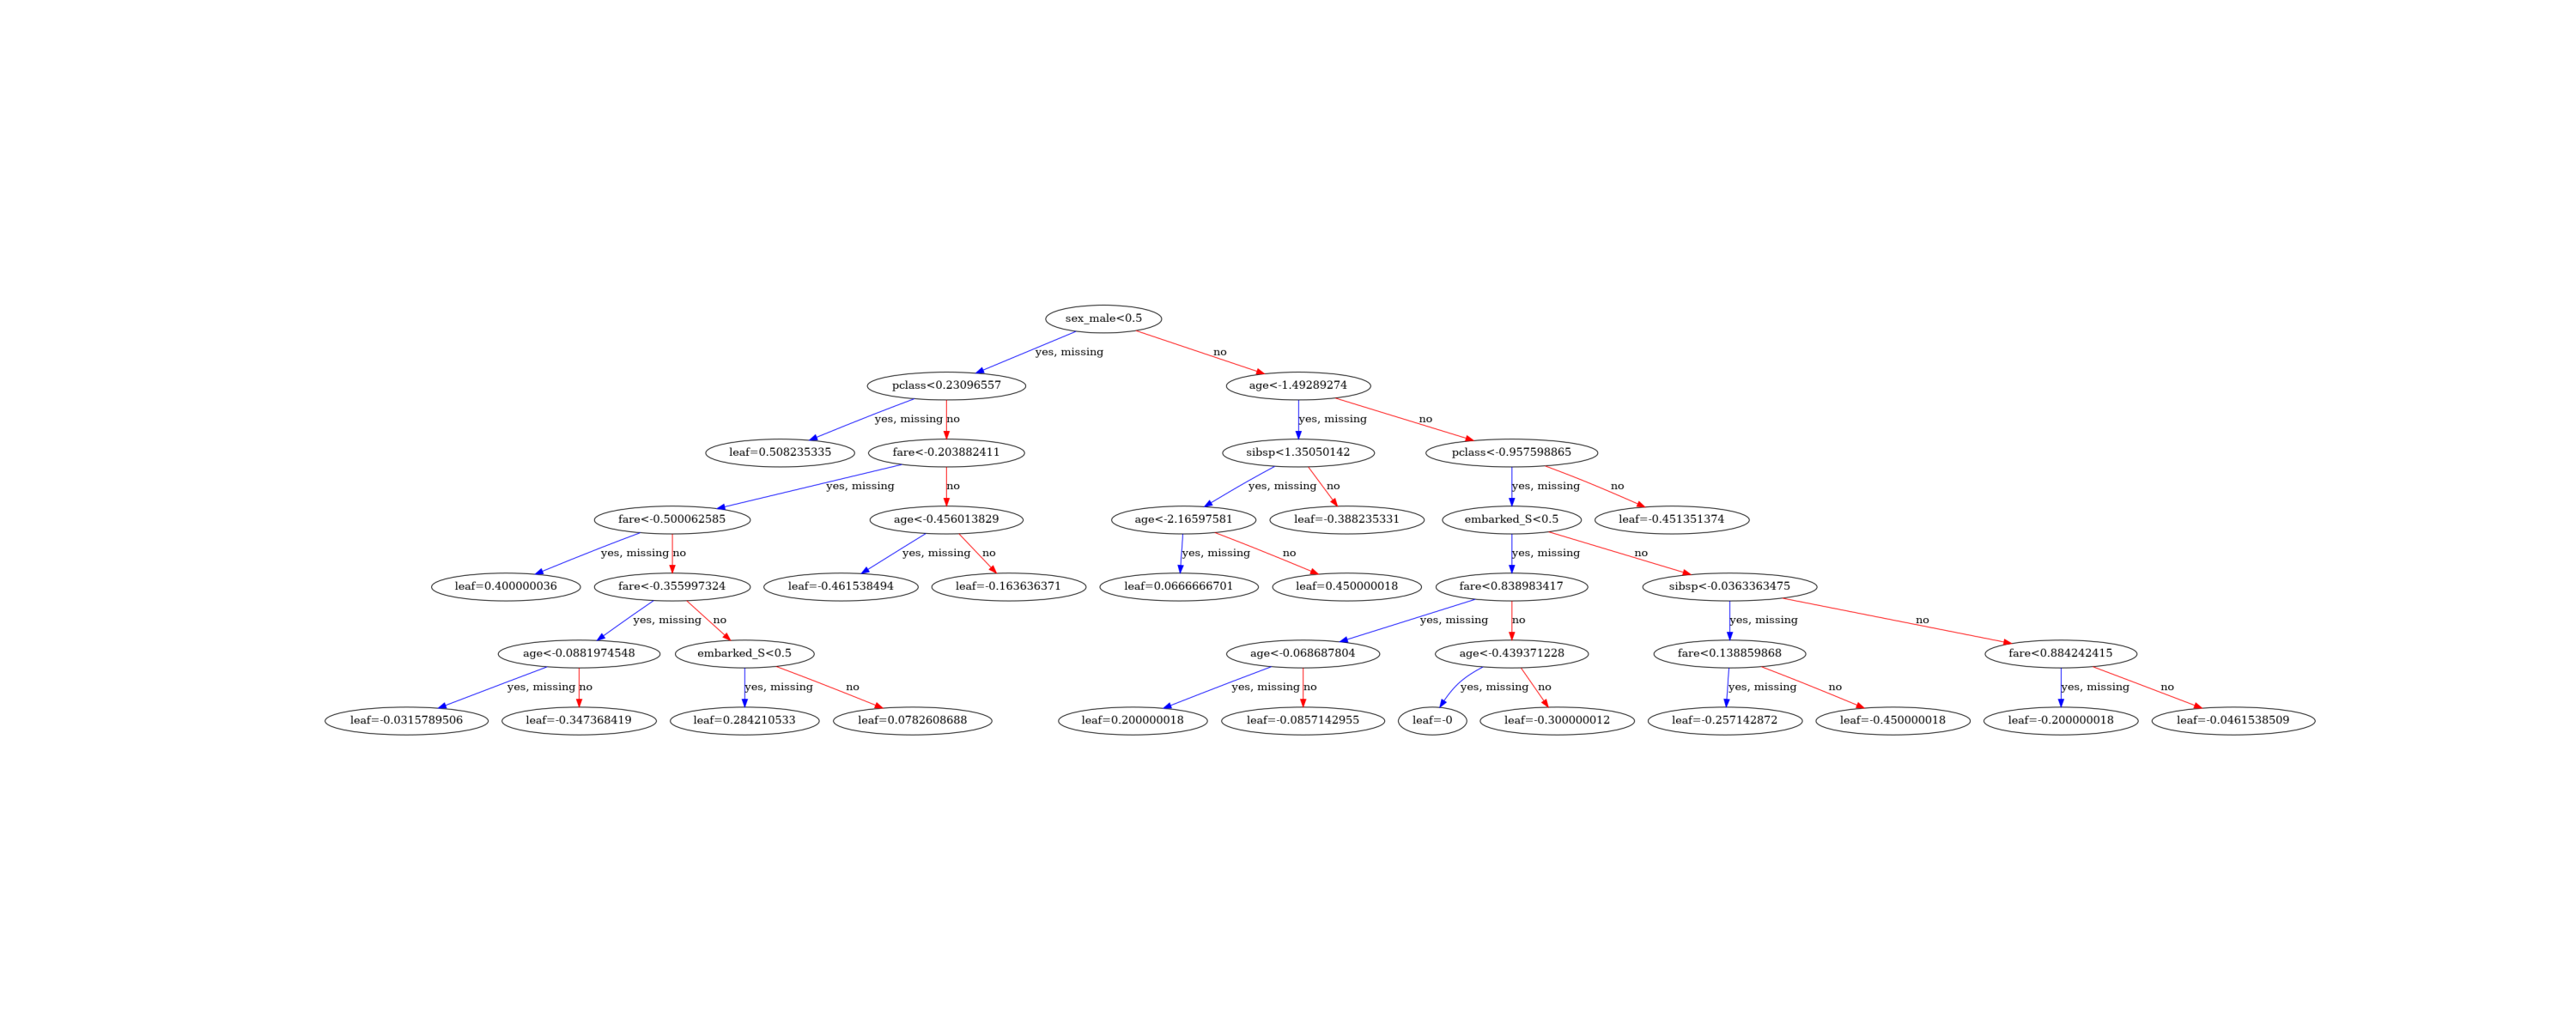 sex_male<0.5
yes, missing
no
pclass<0.23096557
age<-1.49289274
yes, missing
no
yes, missing
no
leaf=0.508235335
fare<-0.203882411
sibsp<1.35050142
pclass<-0.957598865
yes, missing
no
yes, missing
no
yes, missing
no
fare<-0.500062585
age<-0.456013829
age<-2.16597581
leaf=-0.388235331
embarked_S<0.5
leaf=-0.451351374
yes, missing
no
yes, missing
no
yes, missing
no
yes, missing
no
leaf=0.400000036
fare<-0.355997324
leaf=-0.461538494
leaf=-0.163636371
leaf=0.0666666701
leaf=0.450000018
fare<0.838983417
sibsp<-0.0363363475
yes, missing
no
yes, missing
no
yes, missing
no
age<-0.0881974548
embarked_S<0.5
age<-0.068687804
age<-0.439371228
fare<0.138859868
fare<0.884242415
yes, missing
no
yes, missing
no
yes, missing
no
yes, missing
no
yes, missing
no
yes, missing
no
leaf=-0.0315789506
leaf=-0.347368419
leaf=0.284210533
leaf=0.0782608688
leaf=0.200000018
leaf=-0.0857142955
leaf=-0
leaf=-0.300000012
leaf=-0.257142872
leaf=-0.450000018
leaf=-0.200000018
leaf=-0.0461538509